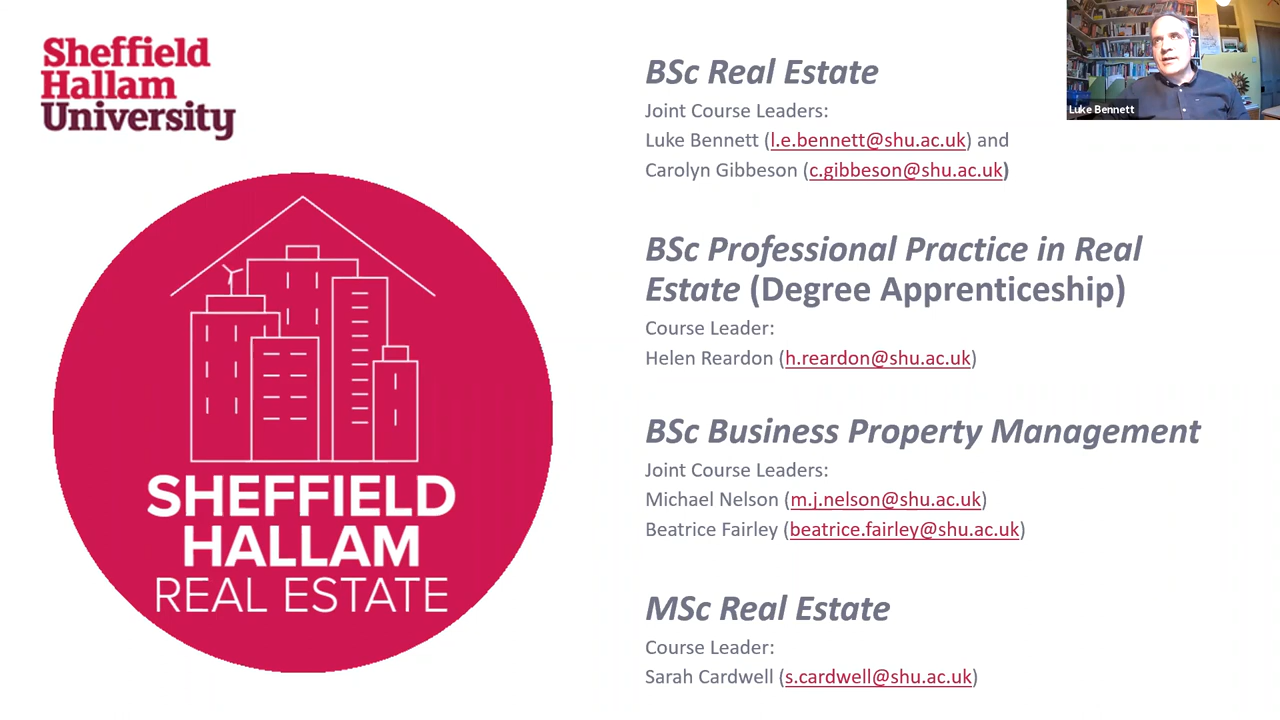 Sheffield
Hallam
University
SHEFFIELD
HALLAM
REAL ESTATE
BSc Real Estate
Joint Course Leaders:
Luke Bennett (l.e.bennett@shu.ac.uk) and
Carolyn Gibbeson (c.gibbeson@shu.ac.uk)
BSc Professional Practice in Real
Estate (Degree Apprenticeship)
Course Leader:
Helen Reardon (h.reardon@shu.ac.uk)
BSc Business Property Management
Joint Course Leaders:
Michael Nelson (m.j.nelson@shu.ac.uk)
Beatrice Fairley (beatrice.fairley@shu.ac.uk)
MSc Real Estate
Course Leader:
Sarah Cardwell (s.cardwell@shu.ac.uk)
Luke Bennett